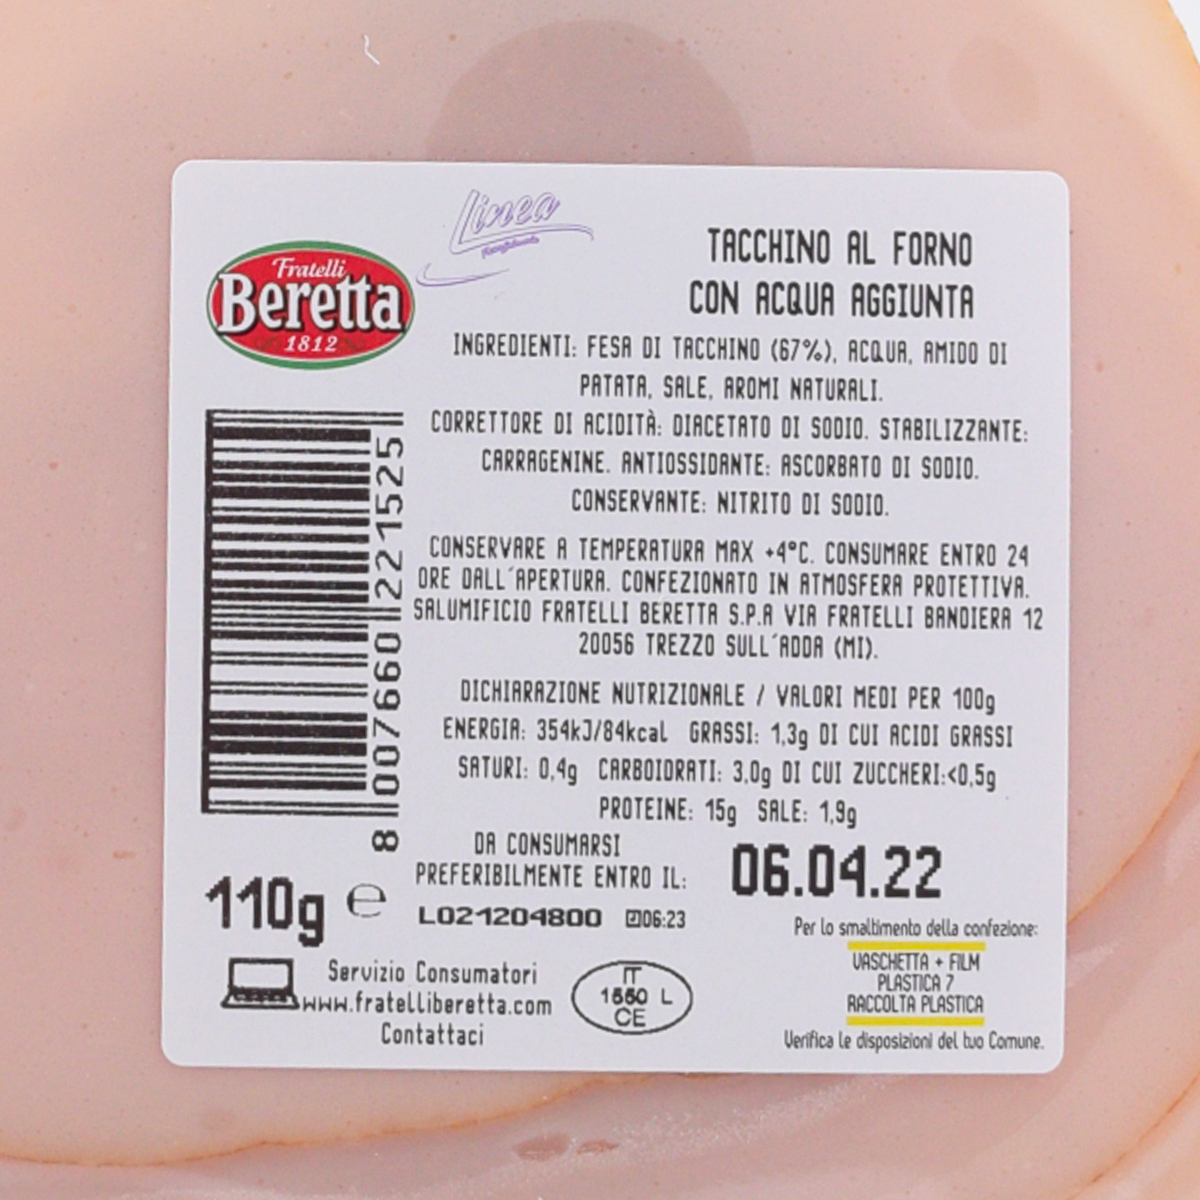 Linea
Fratelli
Beretta
1812
TACCHINO AL FORNO
CON ACQUA AGGIUNTA
INGREDIENTI: FESA DI TACCHINO (67%), ACQUA, AMIDO DI
PATATA, SALE, AROMI NATURALI.
CORRETTORE DI ACIDITÀ: DIACETATO DI SODIO. STABILIZZANTE:
CARRAGENINE. ANTIOSSIDANTE: ASCORBATO DI SODIO.
CONSERVANTE: NITRITO DI SODIO.
CONSERVARE A TEMPERATURA MAX +4°C. CONSUMARE ENTRO 24
ORE DALL´APERTURA. CONFEZIONATO IN ATMOSFERA PROTETTIVA.
SALUMIFICIO FRATELLI BERETTA S.P.A VIA FRATELLI BANDIERA 12
20056 TREZZO SULL´ADDA (MI).
DICHIARAZIONE NUTRIZIONALE / VALORI MEDI PER 100g
ENERGIA: 354kJ/84kcal GRASSI: 1,3g DI CUI ACIDI GRASSI
SATURI: 0,4g CARBOIDRATI: 3,0g DI CUI ZUCCHERI:<0,5g
PROTEINE: 15g SALE: 1,9g
8 007660 221525
DA CONSUMARSI
PREFERIBILMENTE ENTRO IL:
06.04.22
110g ℮
L021204800 06:23
Servizio Consumatori
www.fratelliberetta.com
Contattaci
IT
1550 L
CE
Per lo smaltimento della confezione:
VASCHETTA + FILM
PLASTICA 7
RACCOLTA PLASTICA
Verifica le disposizioni del tuo Comune.